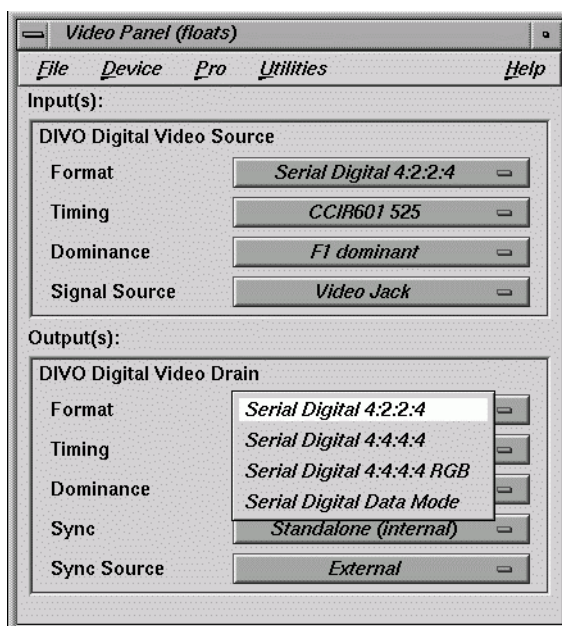 Video Panel (floats)
File Device Pro Utilities Help
Input(s):
DIVO Digital Video Source
Format Serial Digital 4:2:2:4
Timing CCIR601 525
Dominance F1 dominant
Signal Source Video Jack
Output(s):
DIVO Digital Video Drain
Format Serial Digital 4:2:2:4
Serial Digital 4:4:4:4
Timing
Serial Digital 4:4:4:4 RGB
Dominance
Serial Digital Data Mode
Sync Standalone (internal)
Sync Source External